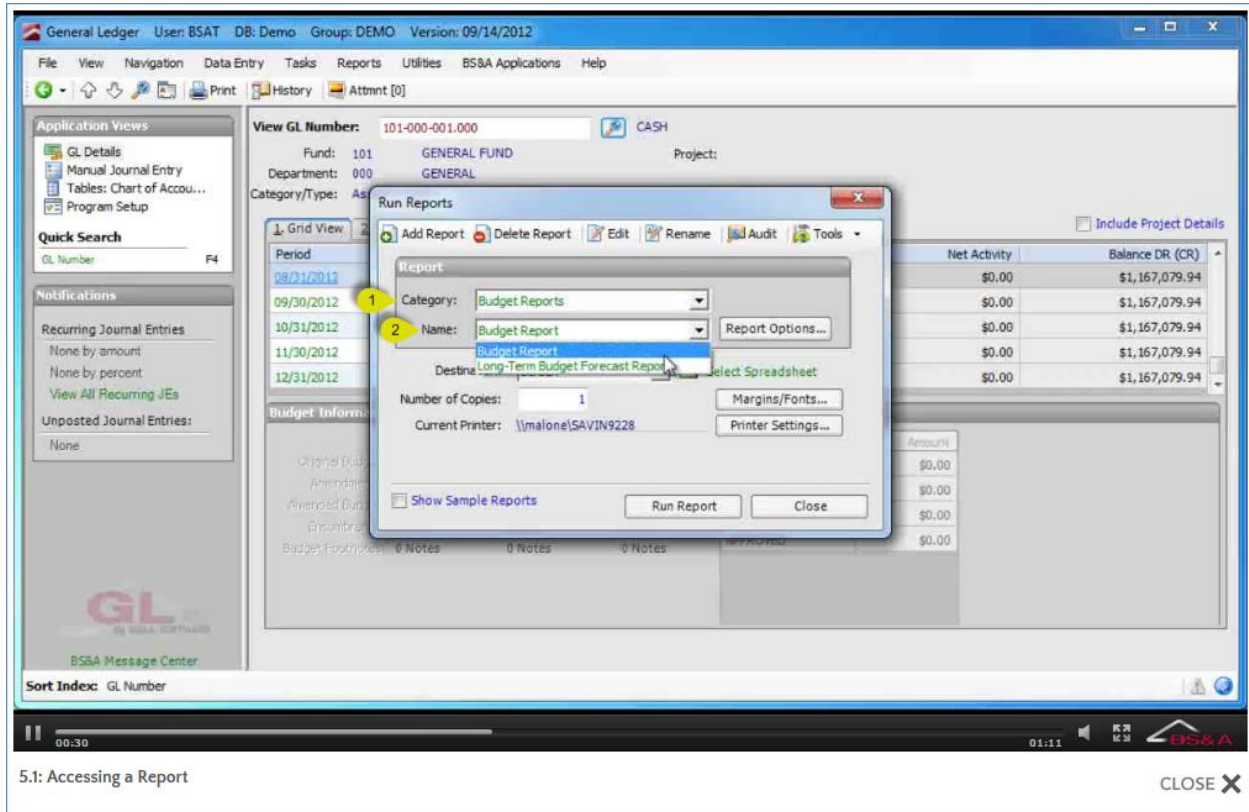 General Ledger User: BSAT DB: Demo Group: DEMO Version: 09/14/2012
File View Navigation Data Entry Tasks Reports Utilities BS&A Applications Help
Print History Attmnt [0]
Application Views
GL Details
Manual Journal Entry
Tables: Chart of Accou...
Program Setup
Quick Search
GL Number F4
Notifications
Recurring Journal Entries
None by amount
None by percent
View All Recurring JEs
Unposted Journal Entries:
None
GL
BS&A Message Center
View GL Number: 101-000-001.000 CASH
Fund: 101 GENERAL FUND Project:
Department: 000 GENERAL
Category/Type:
1. Grid View 2
Include Project Details
Period Net Activity Balance DR (CR)
08/31/2012 $0.00 $1,167,079.94
09/30/2012 $0.00 $1,167,079.94
10/31/2012 $0.00 $1,167,079.94
11/30/2012 $0.00 $1,167,079.94
12/31/2012 $0.00 $1,167,079.94
Run Reports
Add Report Delete Report Edit Rename Audit Tools
Report
1 Category: Budget Reports
2 Name: Budget Report Report Options...
Budget Report
Long-Term Budget Forecast Repor
Select Spreadsheet
Number of Copies: 1 Margins/Fonts...
Current Printer: \\malone\SAVIN9228 Printer Settings...
Show Sample Reports Run Report Close
Amount
$0.00
$0.00
$0.00
$0.00
Budget Footnotes 0 Notes 0 Notes 0 Notes
Sort Index: GL Number
00:30 01:11 BS&A
5.1: Accessing a Report CLOSE X